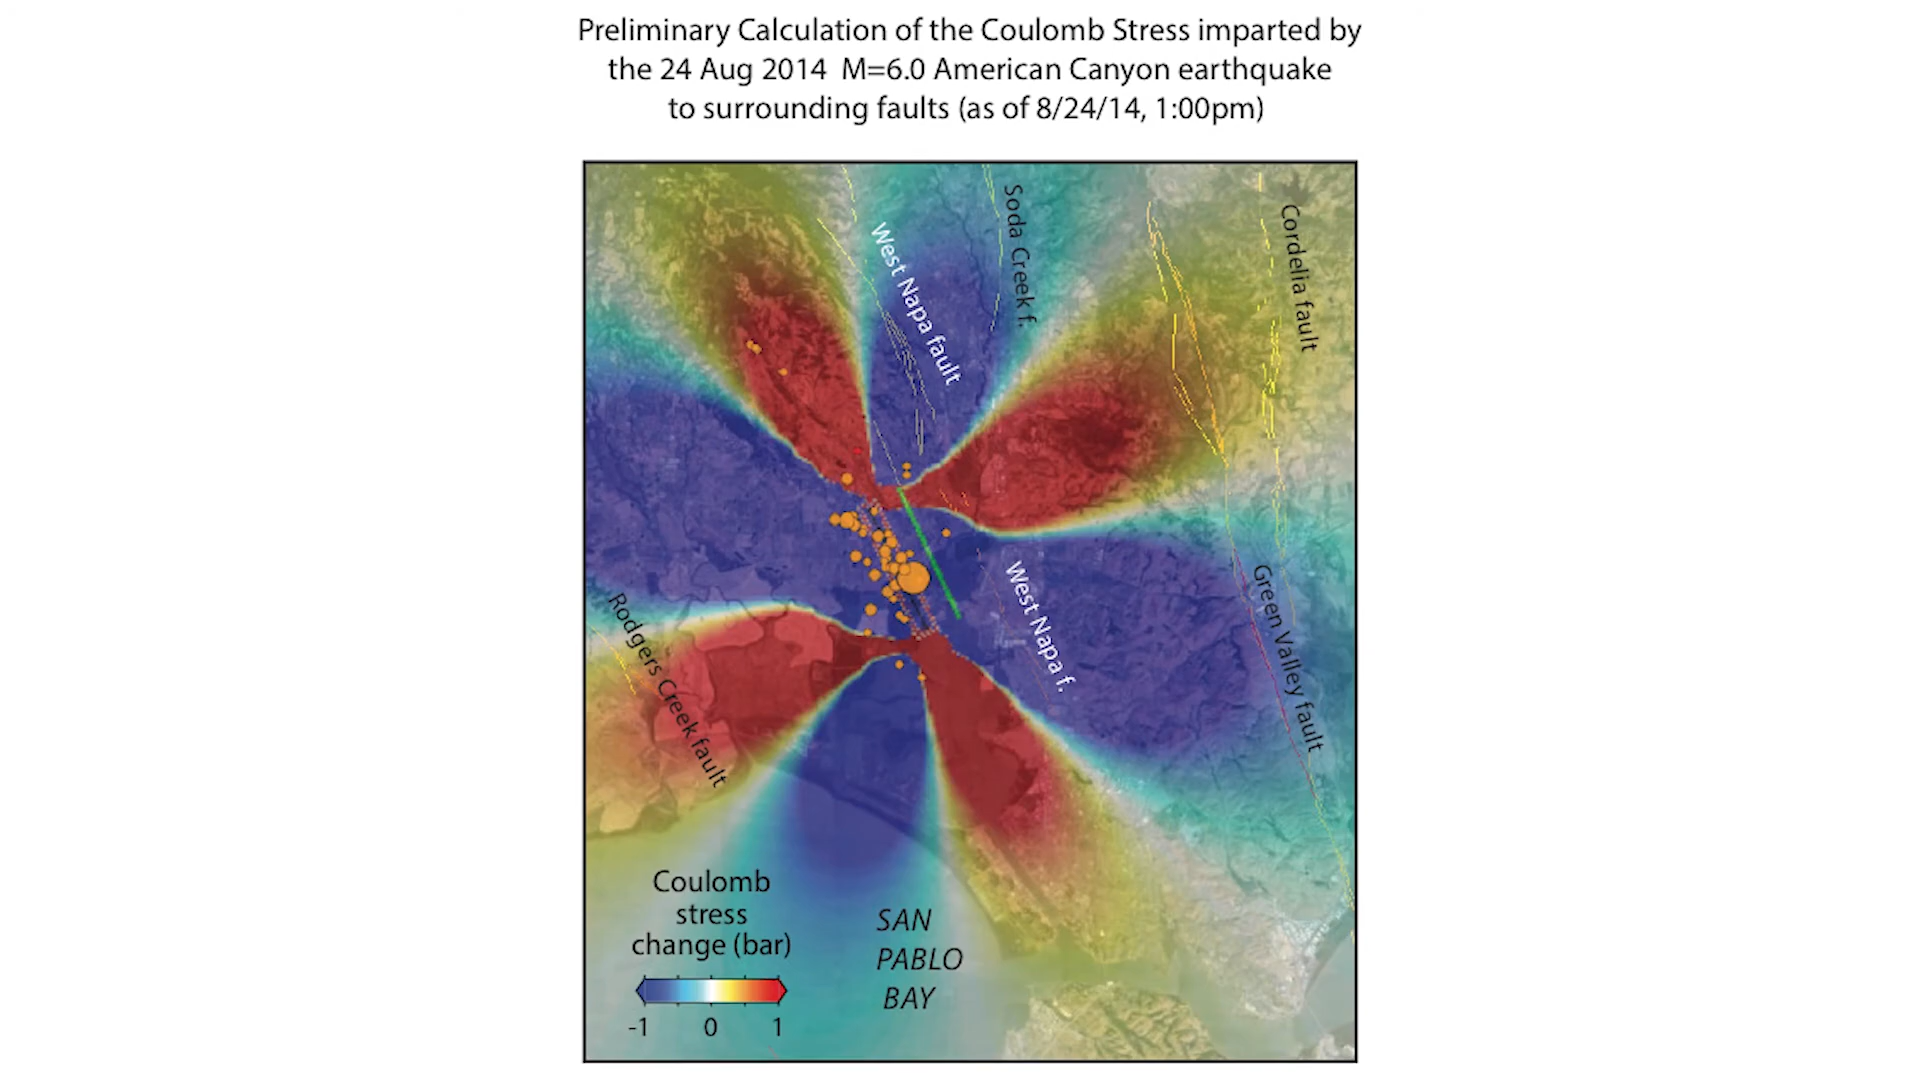 Preliminary Calculation of the Coulomb Stress imparted by
the 24 Aug 2014 M=6.0 American Canyon earthquake
to surrounding faults (as of 8/24/14, 1:00pm)
Soda Creek f.
Cordelia fault
West Napa fault
West Napa f.
Green Valley fault
Rodgers Creek fault
Coulomb
stress
change (bar)
-1 0 1
SAN
PABLO
BAY